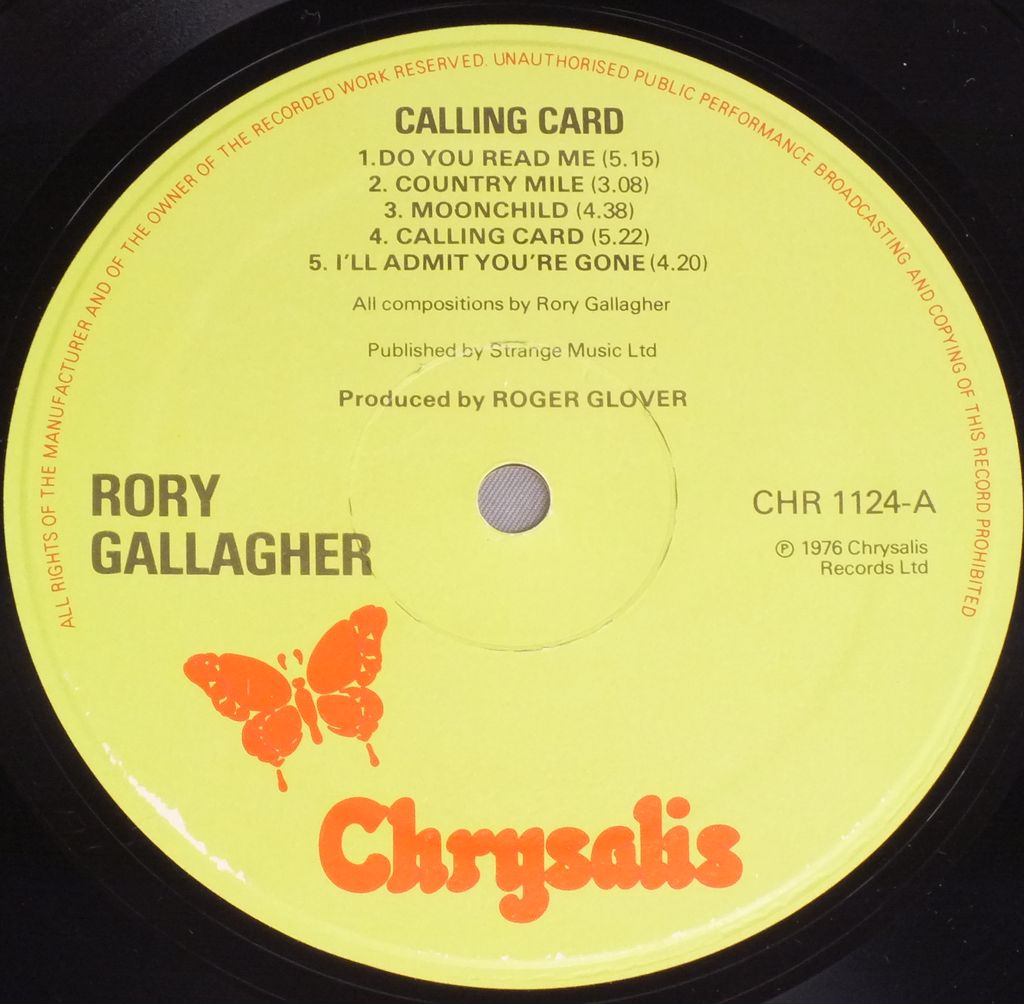 ALL RIGHTS OF THE MANUFACTURER AND OF THE OWNER OF THE RECORDED WORK RESERVED. UNAUTHORISED PUBLIC PERFORMANCE BROADCASTING AND COPYING OF THIS RECORD PROHIBITED
CALLING CARD
1.DO YOU READ ME (5.15)
2. COUNTRY MILE (3.08)
3. MOONCHILD (4.38)
4. CALLING CARD (5.22)
5. I'LL ADMIT YOU'RE GONE (4.20)
All compositions by Rory Gallagher
Published by Strange Music Ltd
Produced by ROGER GLOVER
RORY
GALLAGHER
CHR 1124-A
℗ 1976 Chrysalis
Records Ltd
Chrysalis